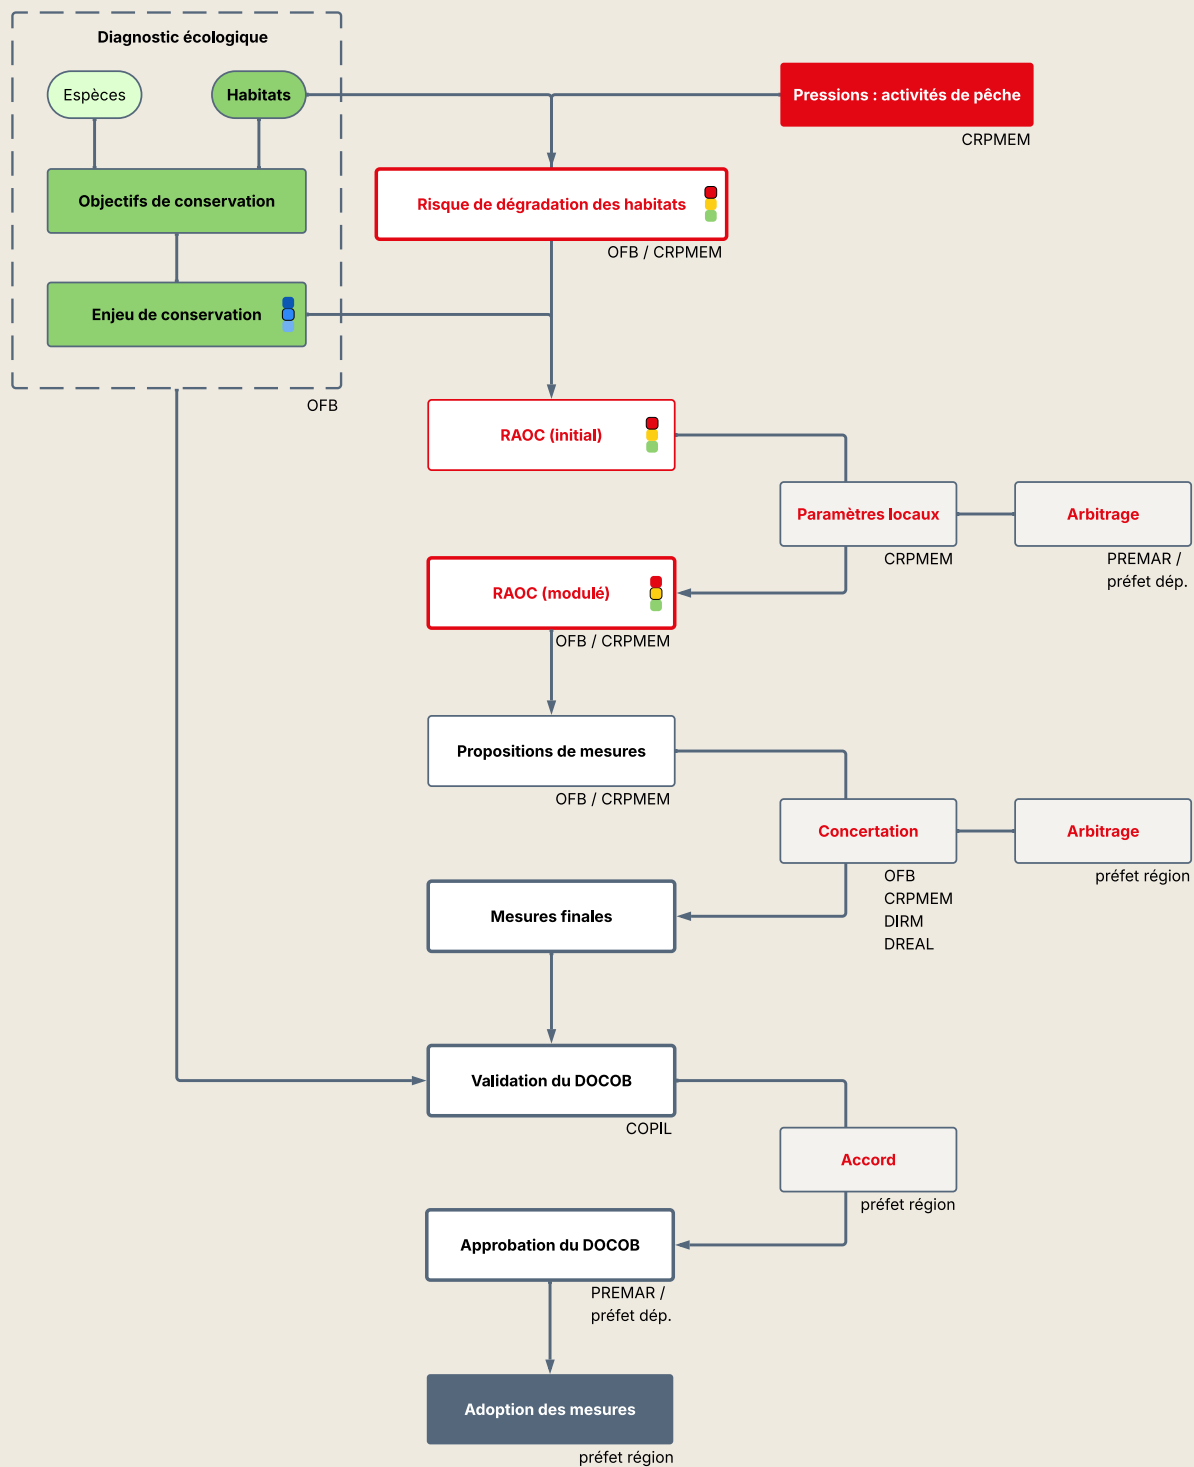 Diagnostic écologique
Espèces
Habitats
Pressions : activités de pêche
CRPMEM
Objectifs de conservation
Risque de dégradation des habitats
OFB / CRPMEM
Enjeu de conservation
OFB
RAOC (initial)
Paramètres locaux
CRPMEM
Arbitrage
PREMAR /
préfet dép.
RAOC (modulé)
OFB / CRPMEM
Propositions de mesures
OFB / CRPMEM
Concertation
OFB
CRPMEM
DIRM
DREAL
Arbitrage
préfet région
Mesures finales
Validation du DOCOB
COPIL
Accord
préfet région
Approbation du DOCOB
PREMAR /
préfet dép.
Adoption des mesures
préfet région